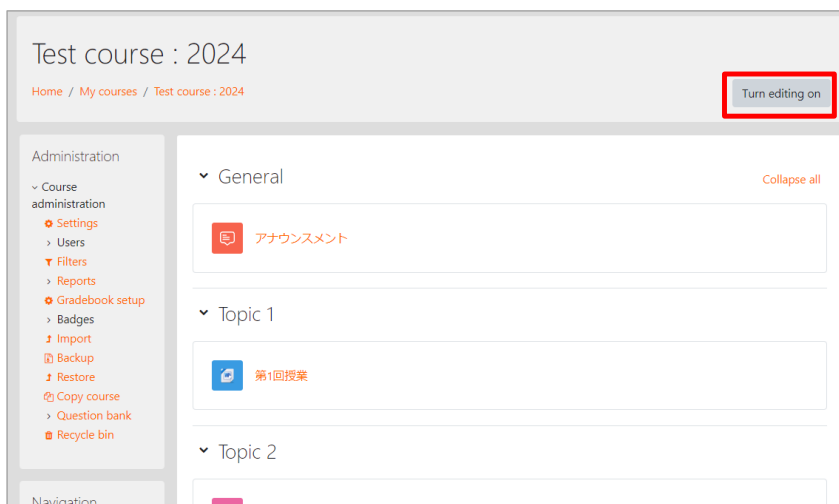 Test course : 2024
Home / My courses / Test course : 2024
Turn editing on
Administration
Course
administration
Settings
Users
Filters
Reports
Gradebook setup
Badges
Import
Backup
Restore
Copy course
Question bank
Recycle bin
Navigation
General
Collapse all
アナウンスメント
Topic 1
第1回授業
Topic 2